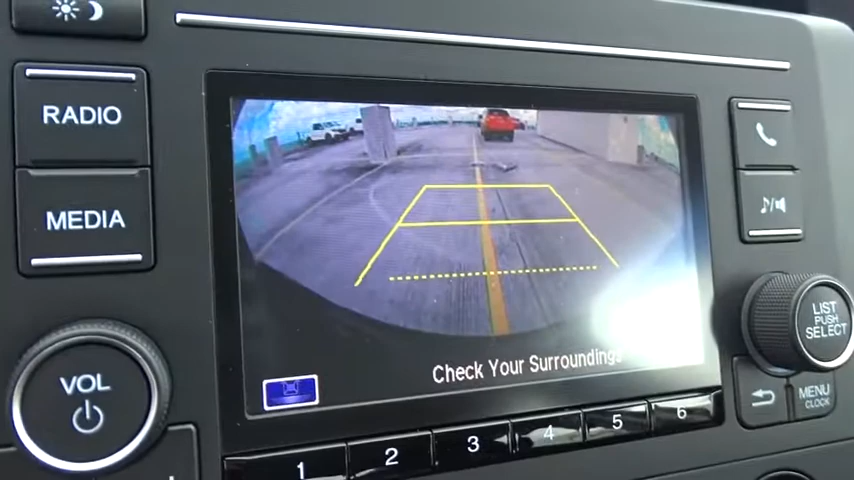 RADIO
MEDIA
VOL
Check Your Surroundings
LIST
PUSH
SELECT
MENU
CLOCK
1
2
3
4
5
6